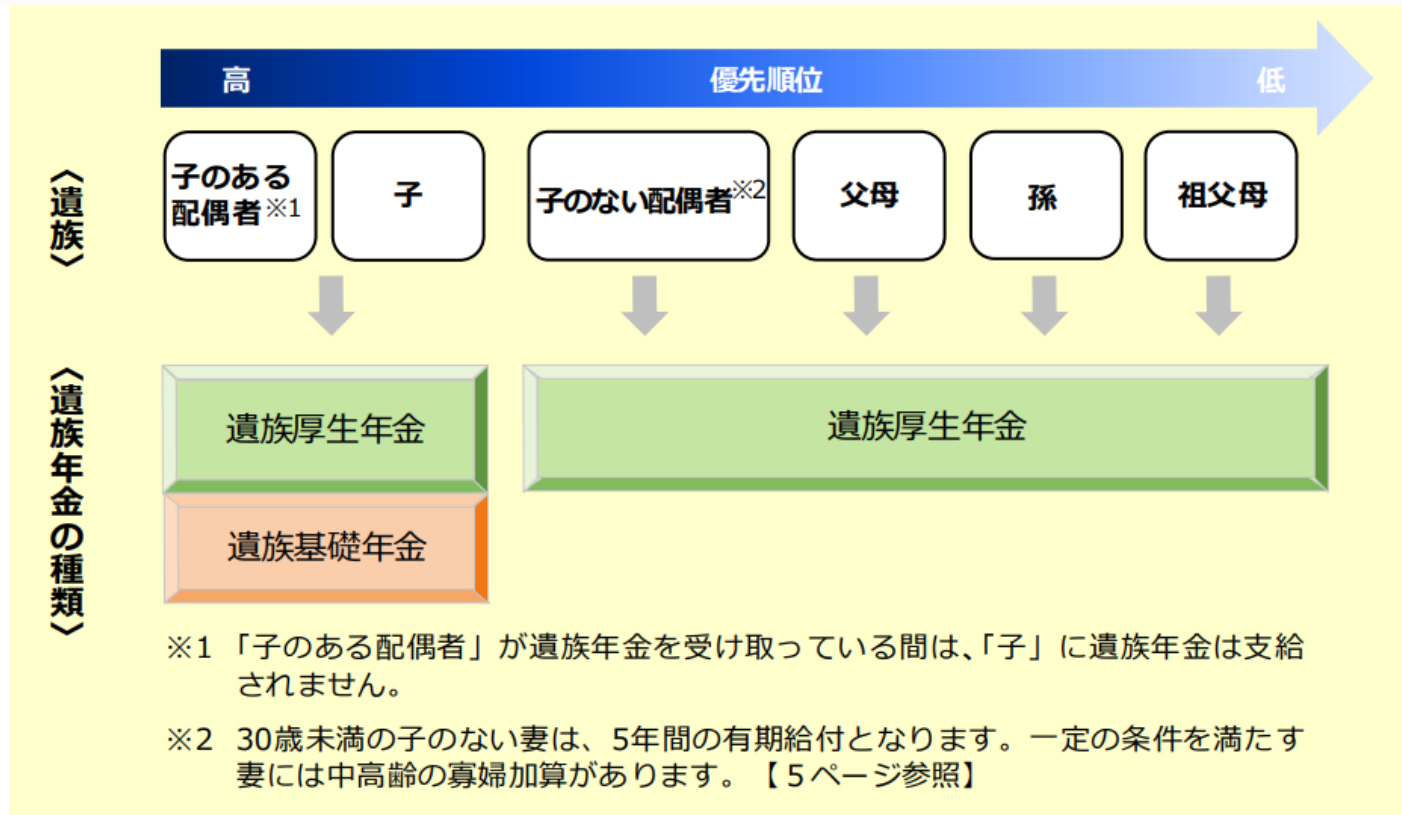 高 優先順位 低
〈遺族〉
子のある
配偶者※1
子
子のない配偶者※2
父母
孫
祖父母
〈遺族年金の種類〉
遺族厚生年金
遺族厚生年金
遺族基礎年金
※1 「子のある配偶者」が遺族年金を受け取っている間は、「子」に遺族年金は支給
されません。
※2 30歳未満の子のない妻は、5年間の有期給付となります。一定の条件を満たす
妻には中高齢の寡婦加算があります。【5ページ参照】